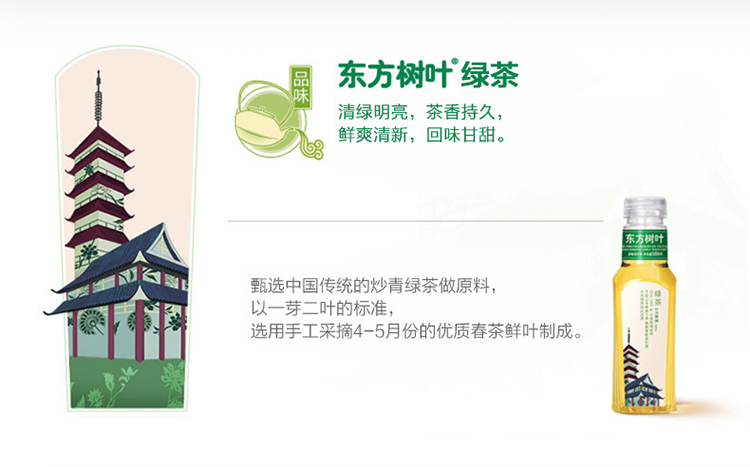 品味
东方树叶®绿茶
清绿明亮，茶香持久，
鲜爽清新，回味甘甜。
甄选中国传统的炒青绿茶做原料，
以一芽二叶的标准，
选用手工采摘4-5月份的优质春茶鲜叶制成。
东方树叶
绿茶